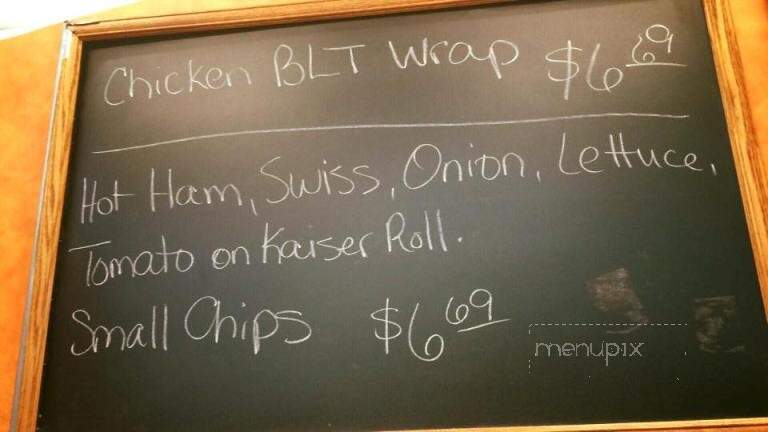 Chicken BLT Wrap $6 69
Hot Ham, Swiss, Onion, Lettuce,
Tomato on Kaiser Roll.
Small Chips $6 69
menupix